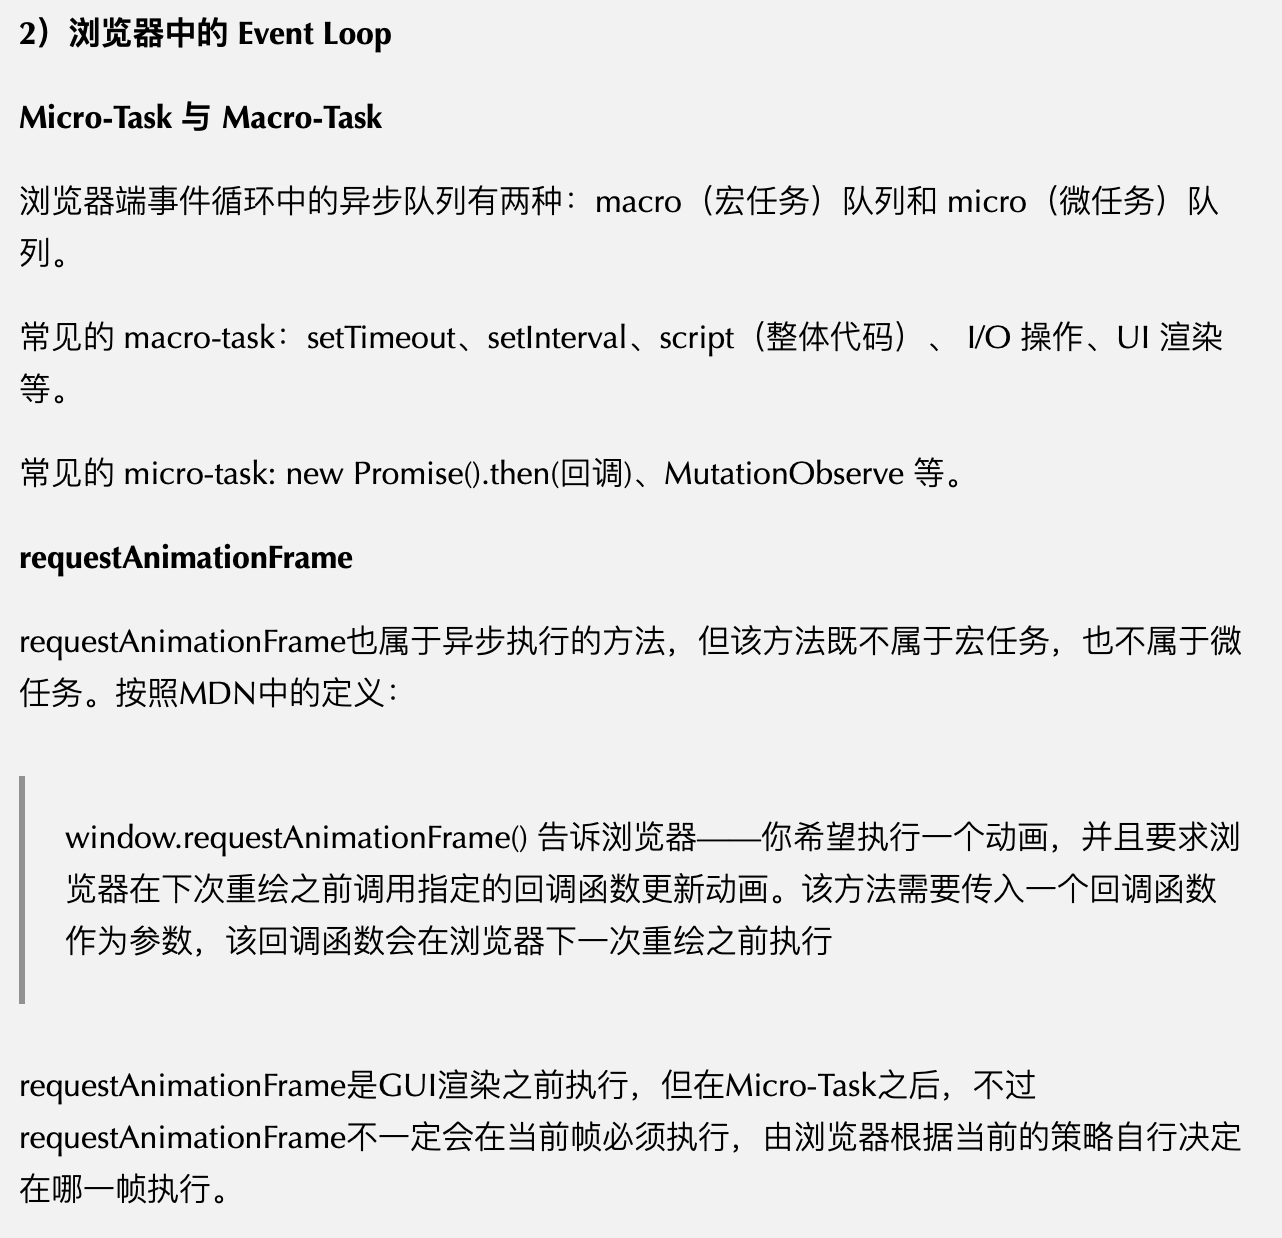 2）浏览器中的 Event Loop
Micro-Task 与 Macro-Task
浏览器端事件循环中的异步队列有两种：macro（宏任务）队列和 micro（微任务）队
列。
常见的 macro-task：setTimeout、setInterval、script（整体代码）、 I/O 操作、UI 渲染
等。
常见的 micro-task: new Promise().then(回调)、MutationObserve 等。
requestAnimationFrame
requestAnimationFrame也属于异步执行的方法，但该方法既不属于宏任务，也不属于微
任务。按照MDN中的定义：
window.requestAnimationFrame() 告诉浏览器——你希望执行一个动画，并且要求浏
览器在下次重绘之前调用指定的回调函数更新动画。该方法需要传入一个回调函数
作为参数，该回调函数会在浏览器下一次重绘之前执行
requestAnimationFrame是GUI渲染之前执行，但在Micro-Task之后，不过
requestAnimationFrame不一定会在当前帧必须执行，由浏览器根据当前的策略自行决定
在哪一帧执行。